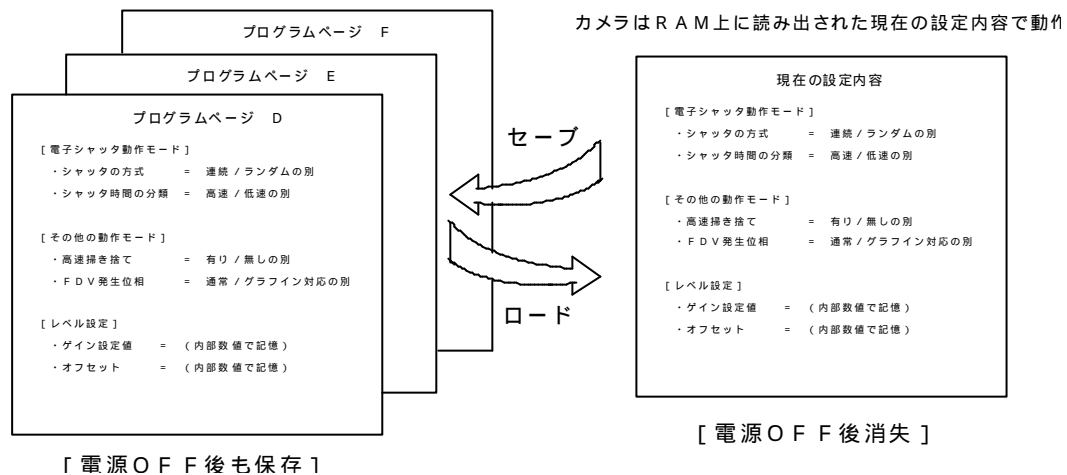 プログラムページ　F
プログラムページ　E
プログラムページ　D
[電子シャッタ動作モード]
・シャッタの方式　＝　連続／ランダムの別
・シャッタ時間の分類　＝　高速／低速の別
[その他の動作モード]
・高速掃き捨て　＝　有り／無しの別
・ＦＤＶ発生位相　＝　通常／グラフイン対応の別
[レベル設定]
・ゲイン設定値　＝　(内部数値で記憶)
・オフセット　＝　(内部数値で記憶)
[電源ＯＦＦ後も保存]
セーブ
ロード
カメラはＲＡＭ上に読み出された現在の設定内容で動作
現在の設定内容
[電子シャッタ動作モード]
・シャッタの方式　＝　連続／ランダムの別
・シャッタ時間の分類　＝　高速／低速の別
[その他の動作モード]
・高速掃き捨て　＝　有り／無しの別
・ＦＤＶ発生位相　＝　通常／グラフイン対応の別
[レベル設定]
・ゲイン設定値　＝　(内部数値で記憶)
・オフセット　＝　(内部数値で記憶)
[電源ＯＦＦ後消失]